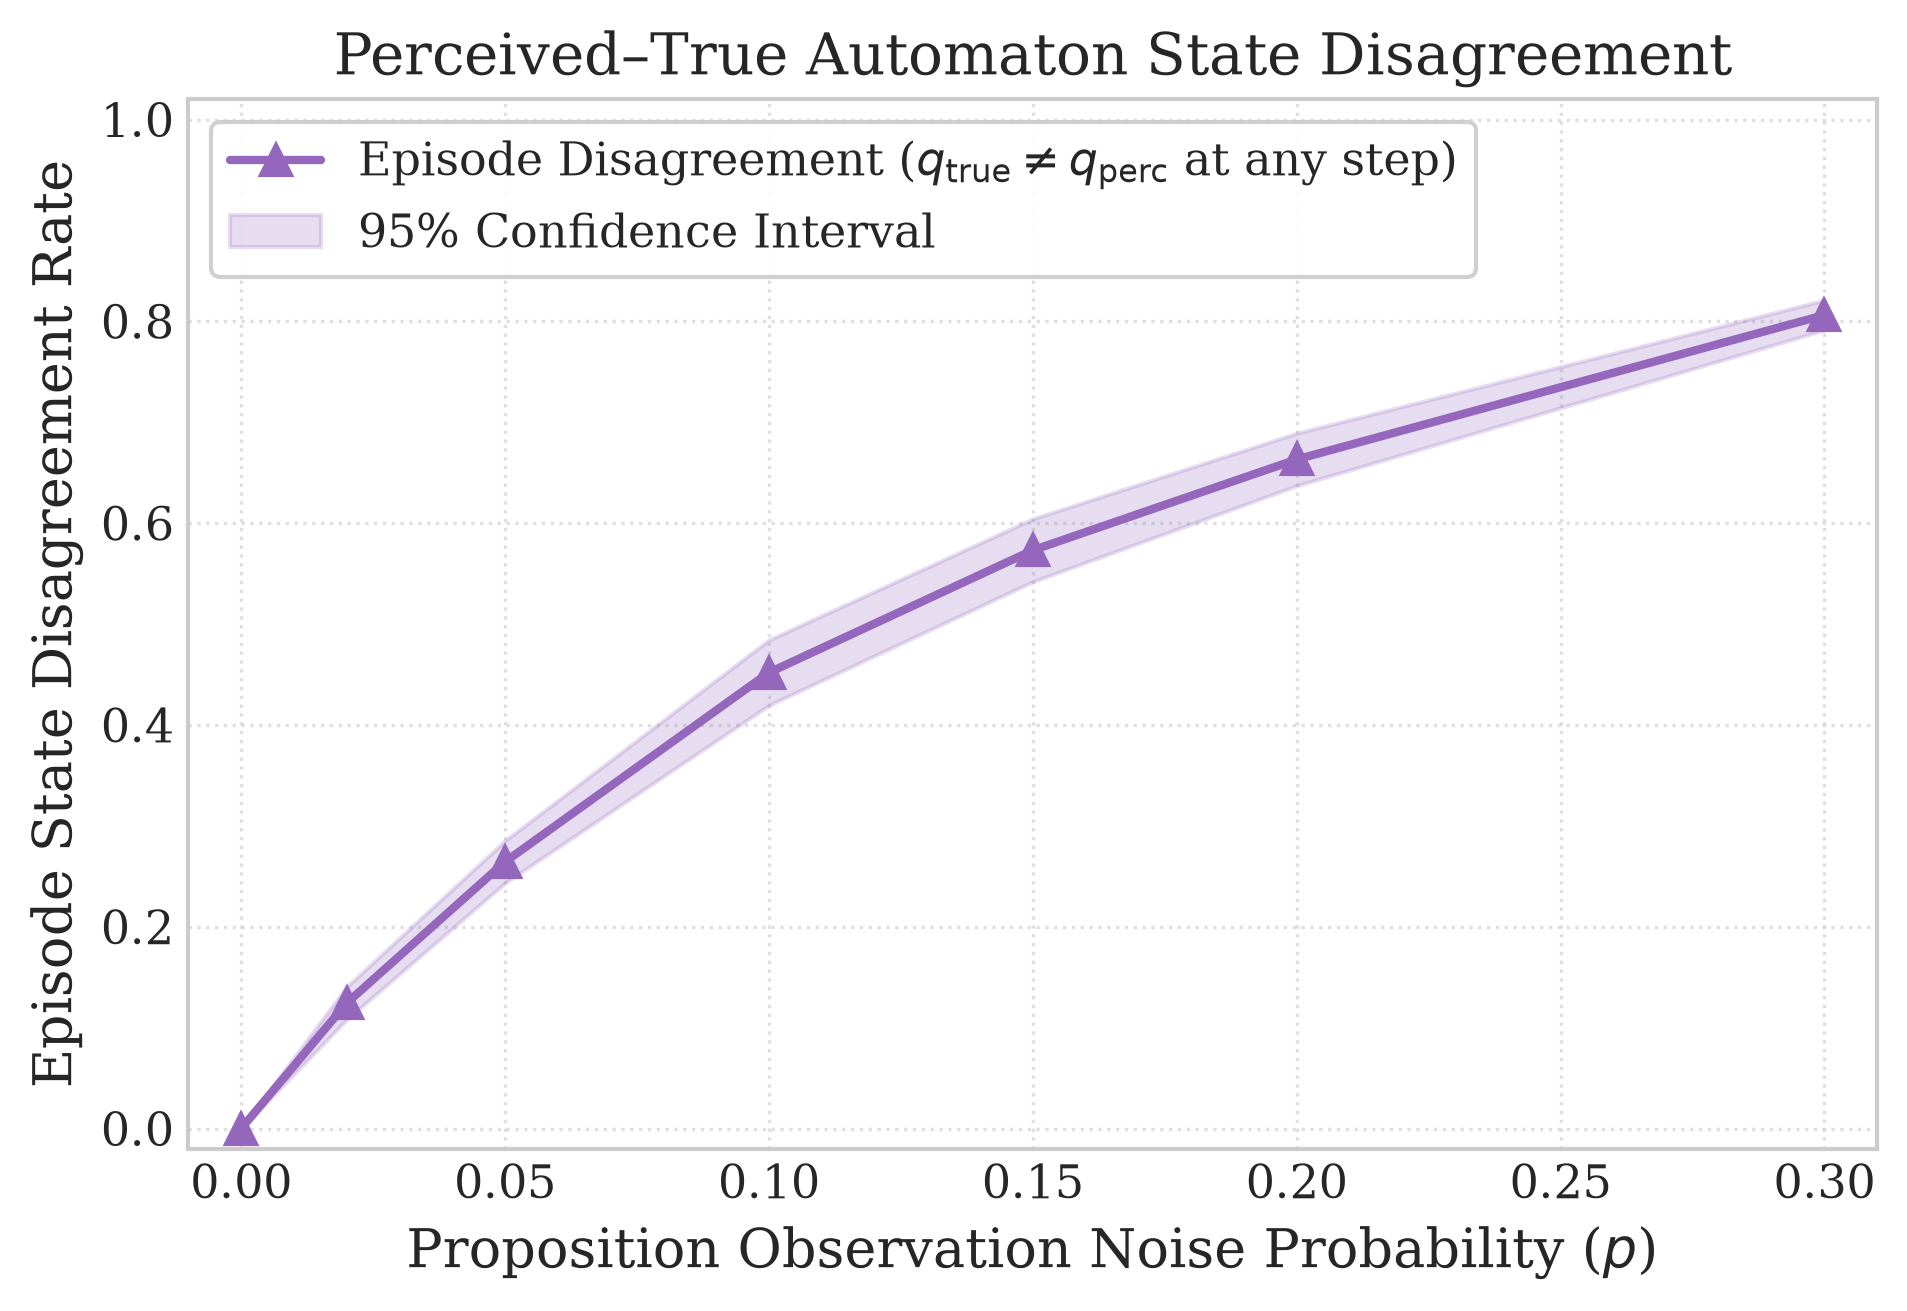 Perceived–True Automaton State Disagreement
Episode Disagreement (q_true ≠ q_perc at any step)
95% Confidence Interval
Episode State Disagreement Rate
1.0
0.8
0.6
0.4
0.2
0.0
0.00 0.05 0.10 0.15 0.20 0.25 0.30
Proposition Observation Noise Probability (p)